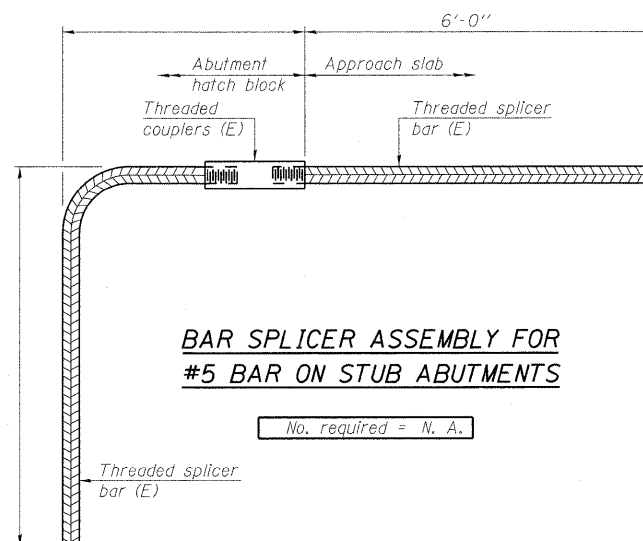 6'-0"
Abutment
hatch block
Approach slab
Threaded
couplers (E)
Threaded splicer
bar (E)
BAR SPLICER ASSEMBLY FOR
#5 BAR ON STUB ABUTMENTS
No. required = N. A.
Threaded splicer
bar (E)